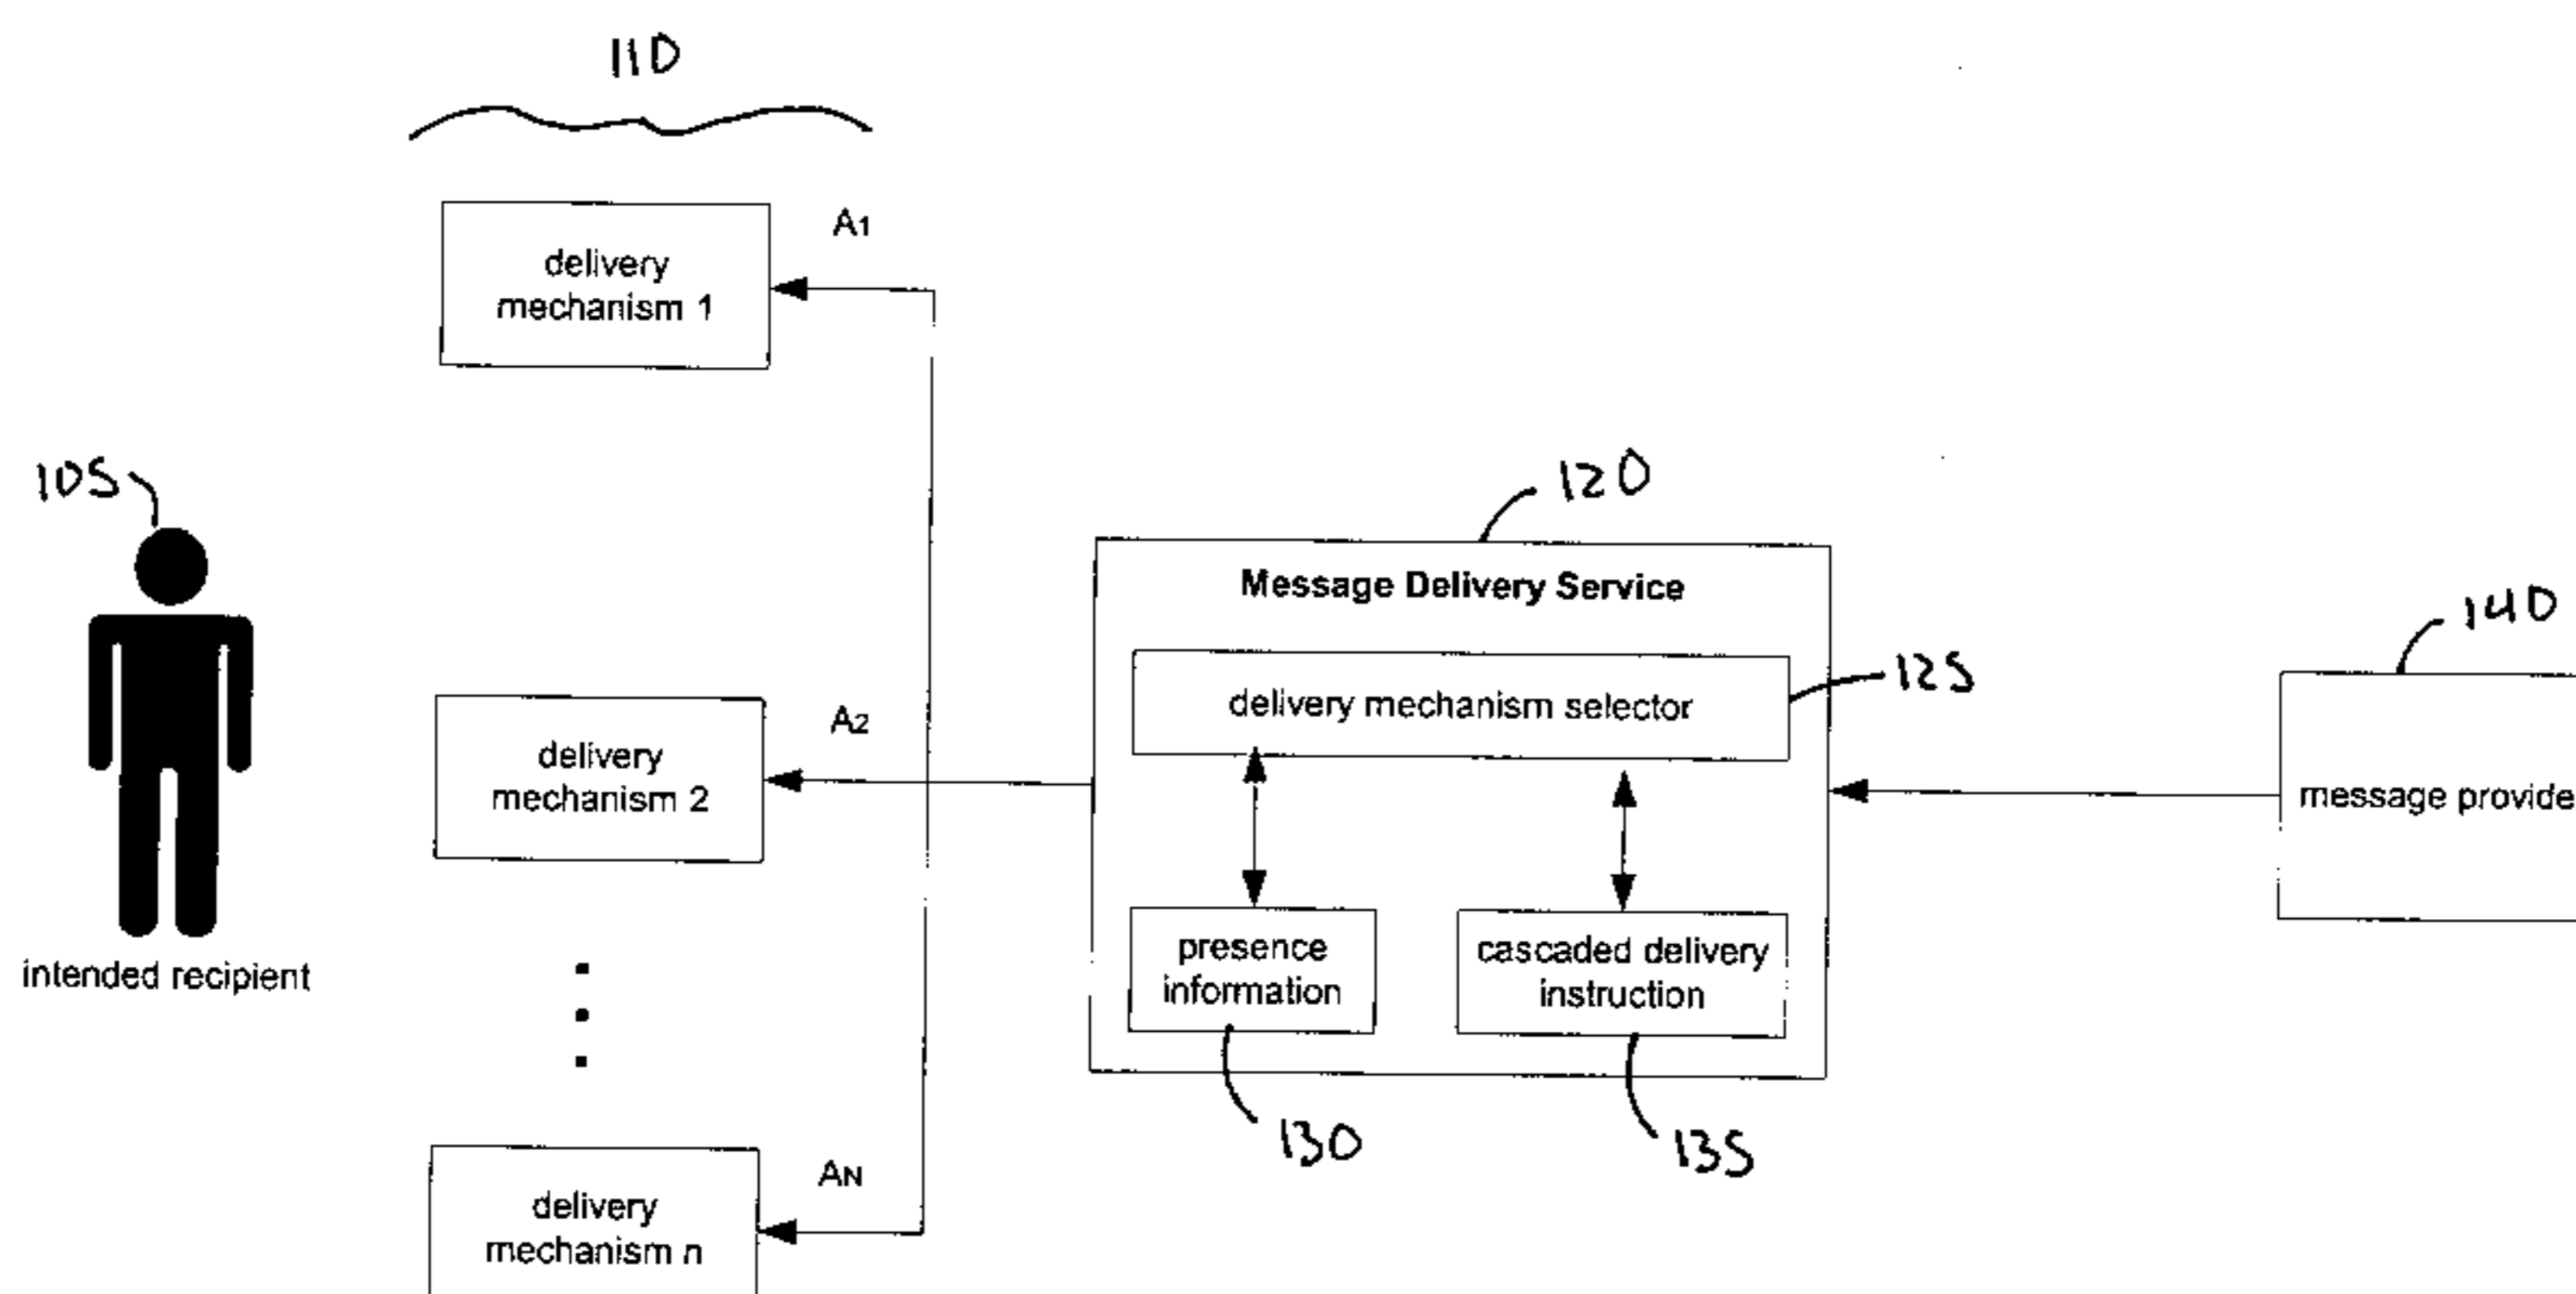 110
A1
delivery
mechanism 1
105
120
Message Delivery Service
140
delivery mechanism selector
125
A2
delivery
mechanism 2
message provide
presence
information
cascaded delivery
instruction
intended recipient
130
135
AN
delivery
mechanism n